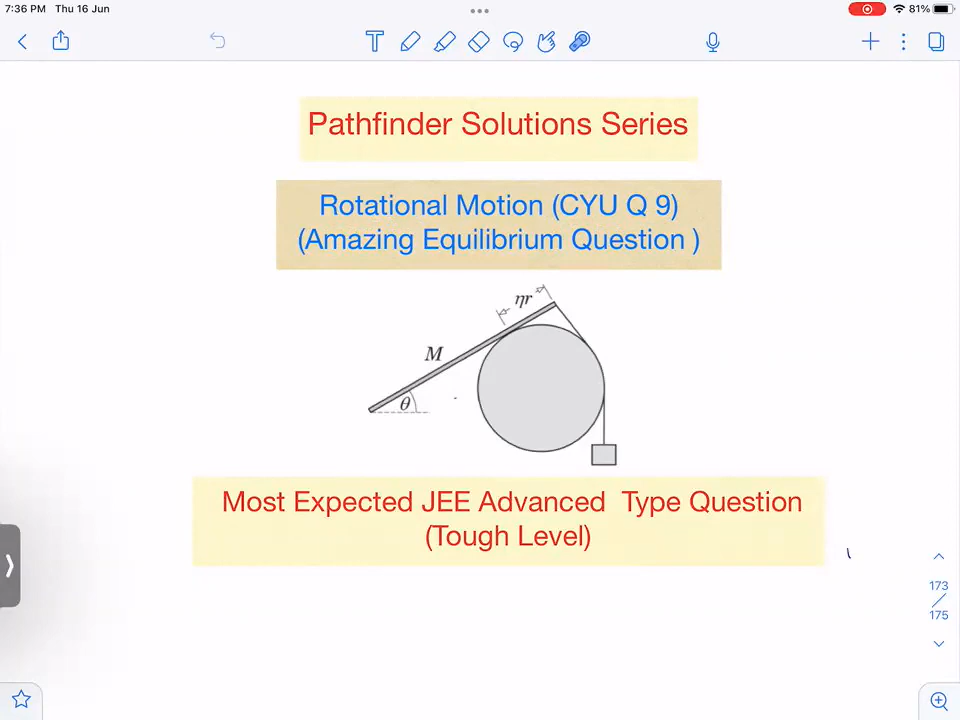 7:36 PM Thu 16 Jun
81%
Pathfinder Solutions Series
Rotational Motion (CYU Q 9)
(Amazing Equilibrium Question )
ηr
M
θ
Most Expected JEE Advanced Type Question
(Tough Level)
173
175